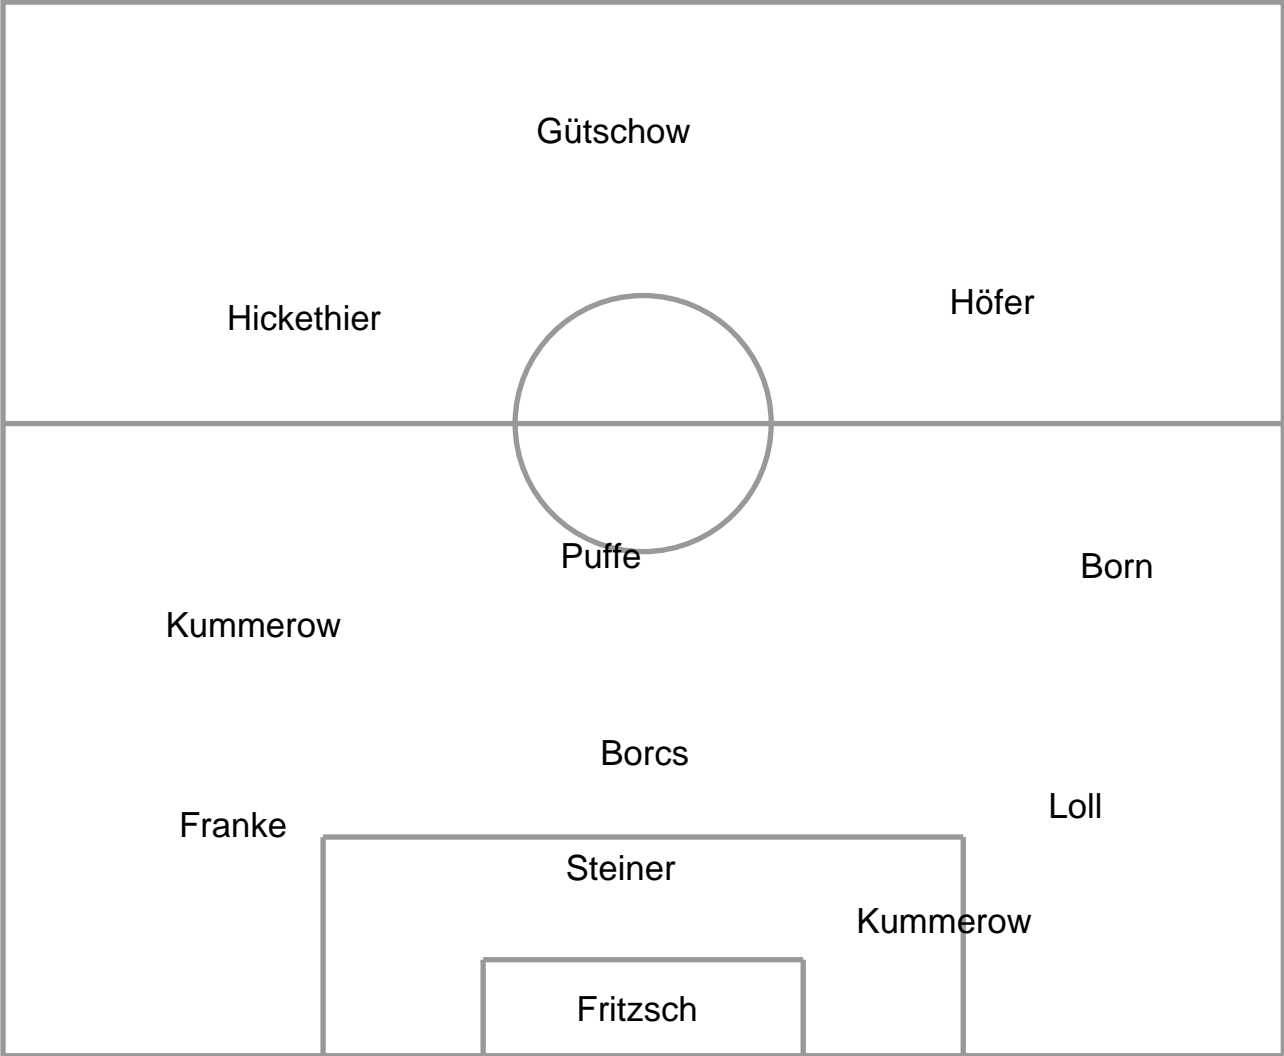 Gütschow
Höfer
Hickethier
Puffe
Born
Kummerow
Borcs
Loll
Franke
Steiner
Kummerow
Fritzsch